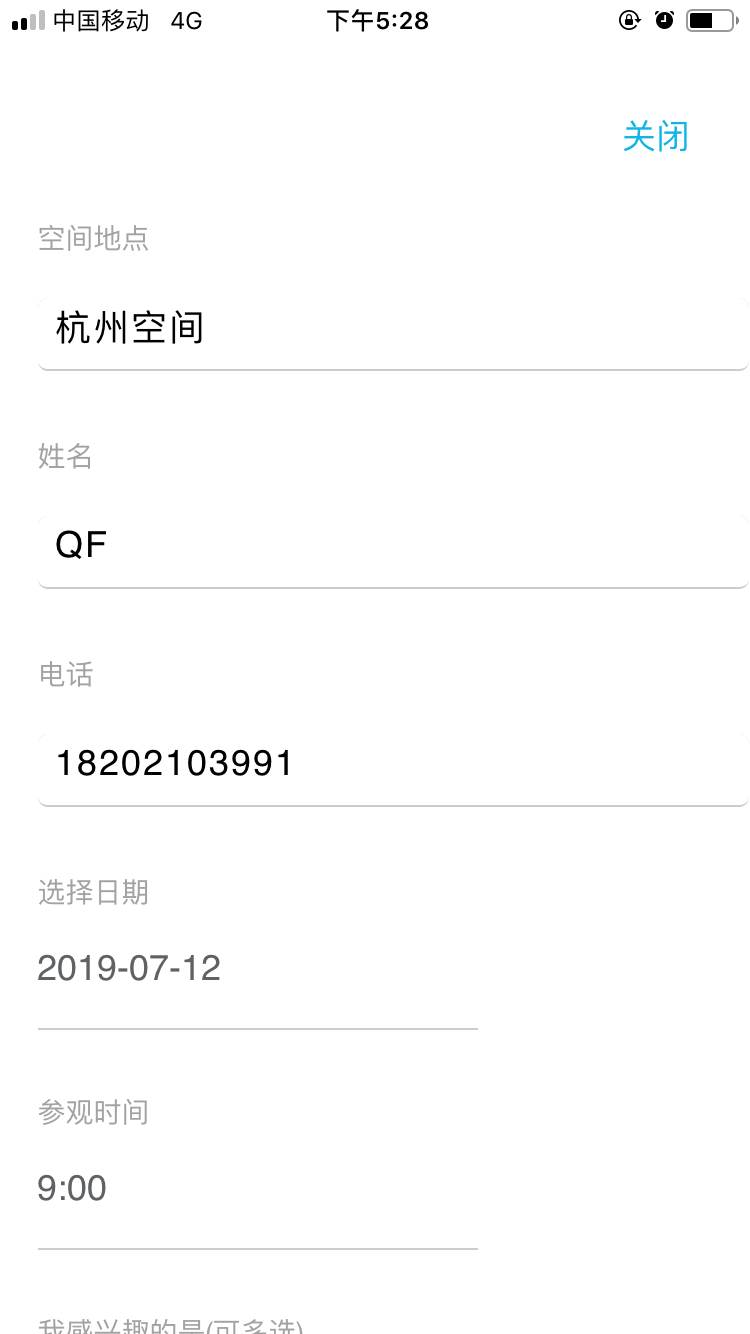 中国移动 4G 下午5:28
关闭
空间地点
杭州空间
姓名
QF
电话
18202103991
选择日期
2019-07-12
参观时间
9:00
我感兴趣的是(可多选)